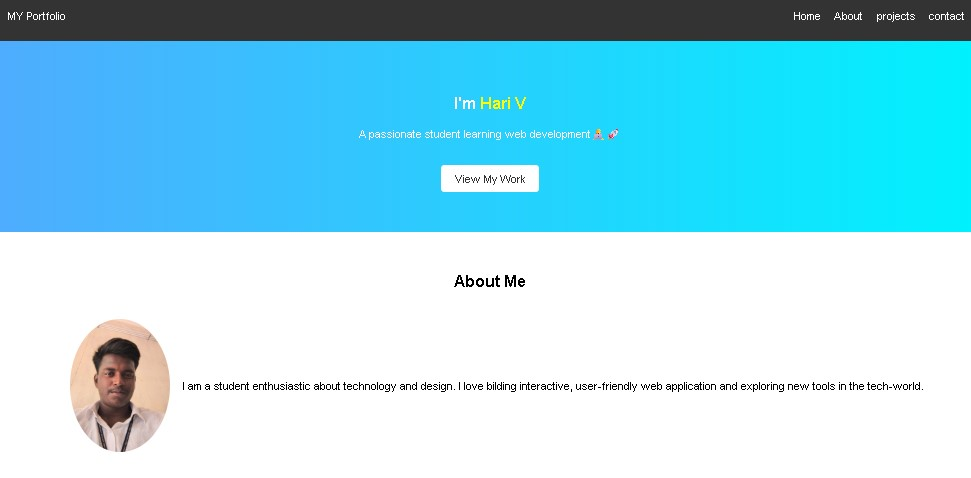 MY Portfolio
Home About projects contact
I'm Hari V
A passionate student learning web development
View My Work
About Me
I am a student enthusiastic about technology and design. I love bilding interactive, user-friendly web application and exploring new tools in the tech-world.